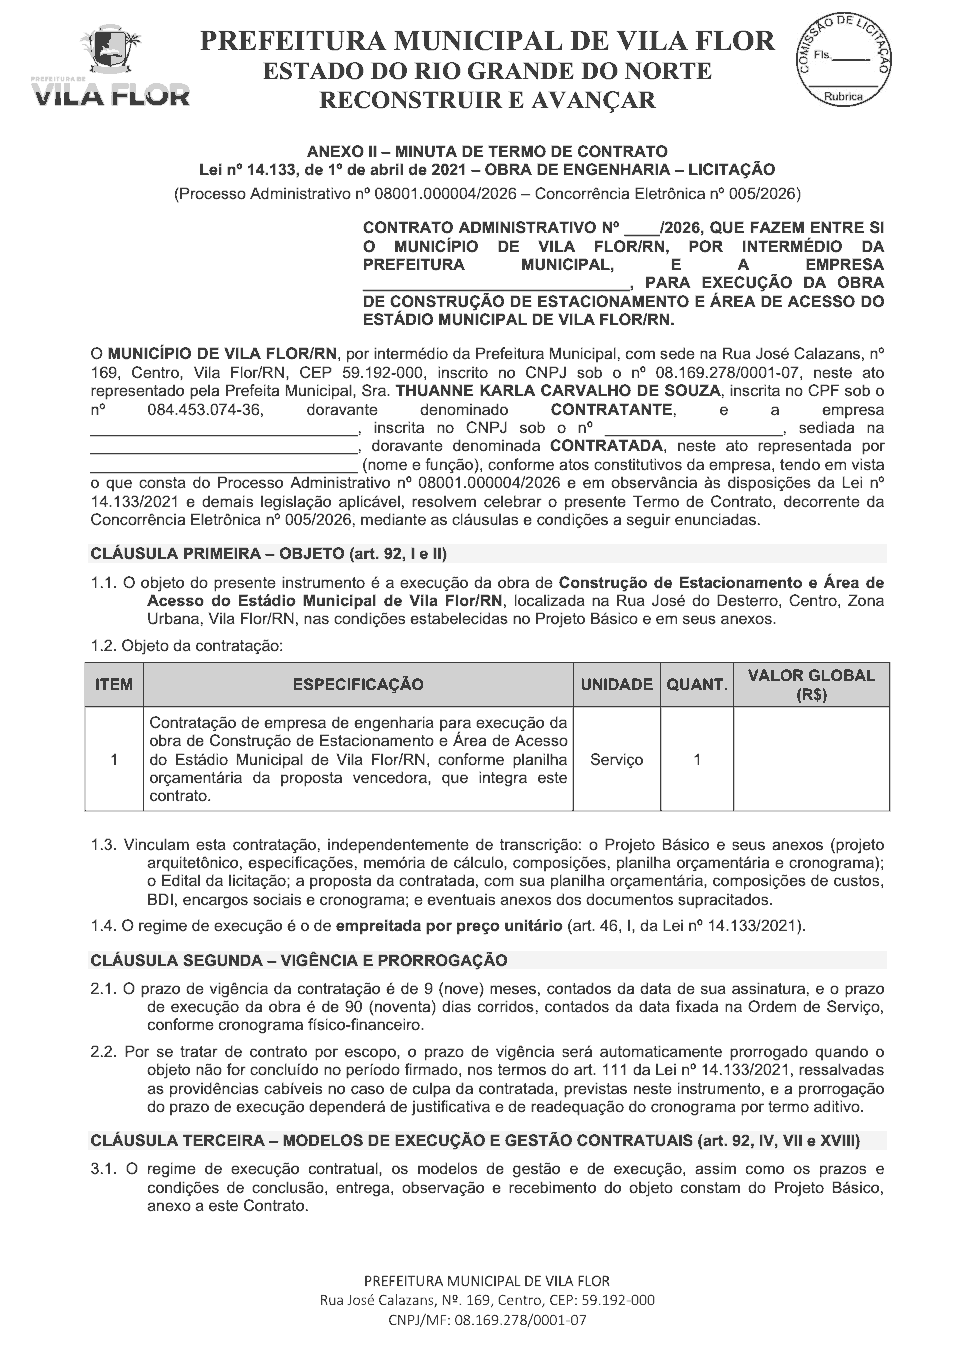 PREFEITURA DE
VILA FLOR
PREFEITURA MUNICIPAL DE VILA FLOR
ESTADO DO RIO GRANDE DO NORTE
RECONSTRUIR E AVANÇAR
COMISSÃO DE LICITAÇÃO
Fls.______
Rubrica
ANEXO II – MINUTA DE TERMO DE CONTRATO
Lei nº 14.133, de 1º de abril de 2021 – OBRA DE ENGENHARIA – LICITAÇÃO
(Processo Administrativo nº 08001.000004/2026 – Concorrência Eletrônica nº 005/2026)
CONTRATO ADMINISTRATIVO Nº ____/2026, QUE FAZEM ENTRE SI
O MUNICÍPIO DE VILA FLOR/RN, POR INTERMÉDIO DA
PREFEITURA MUNICIPAL, E A EMPRESA
______________________________, PARA EXECUÇÃO DA OBRA
DE CONSTRUÇÃO DE ESTACIONAMENTO E ÁREA DE ACESSO DO
ESTÁDIO MUNICIPAL DE VILA FLOR/RN.
O MUNICÍPIO DE VILA FLOR/RN, por intermédio da Prefeitura Municipal, com sede na Rua José Calazans, nº
169, Centro, Vila Flor/RN, CEP 59.192-000, inscrito no CNPJ sob o nº 08.169.278/0001-07, neste ato
representado pela Prefeita Municipal, Sra. THUANNE KARLA CARVALHO DE SOUZA, inscrita no CPF sob o
nº 084.453.074-36, doravante denominado CONTRATANTE, e a empresa
______________________________, inscrita no CNPJ sob o nº ____________________, sediada na
______________________________, doravante denominada CONTRATADA, neste ato representada por
______________________________ (nome e função), conforme atos constitutivos da empresa, tendo em vista
o que consta do Processo Administrativo nº 08001.000004/2026 e em observância às disposições da Lei nº
14.133/2021 e demais legislação aplicável, resolvem celebrar o presente Termo de Contrato, decorrente da
Concorrência Eletrônica nº 005/2026, mediante as cláusulas e condições a seguir enunciadas.
CLÁUSULA PRIMEIRA – OBJETO (art. 92, I e II)
1.1. O objeto do presente instrumento é a execução da obra de Construção de Estacionamento e Área de
Acesso do Estádio Municipal de Vila Flor/RN, localizada na Rua José do Desterro, Centro, Zona
Urbana, Vila Flor/RN, nas condições estabelecidas no Projeto Básico e em seus anexos.
1.2. Objeto da contratação:
ITEM ESPECIFICAÇÃO UNIDADE QUANT. VALOR GLOBAL
(R$)
Contratação de empresa de engenharia para execução da
obra de Construção de Estacionamento e Área de Acesso
1 do Estádio Municipal de Vila Flor/RN, conforme planilha Serviço 1
orçamentária da proposta vencedora, que integra este
contrato.
1.3. Vinculam esta contratação, independentemente de transcrição: o Projeto Básico e seus anexos (projeto
arquitetônico, especificações, memória de cálculo, composições, planilha orçamentária e cronograma);
o Edital da licitação; a proposta da contratada, com sua planilha orçamentária, composições de custos,
BDI, encargos sociais e cronograma; e eventuais anexos dos documentos supracitados.
1.4. O regime de execução é o de empreitada por preço unitário (art. 46, I, da Lei nº 14.133/2021).
CLÁUSULA SEGUNDA – VIGÊNCIA E PRORROGAÇÃO
2.1. O prazo de vigência da contratação é de 9 (nove) meses, contados da data de sua assinatura, e o prazo
de execução da obra é de 90 (noventa) dias corridos, contados da data fixada na Ordem de Serviço,
conforme cronograma físico-financeiro.
2.2. Por se tratar de contrato por escopo, o prazo de vigência será automaticamente prorrogado quando o
objeto não for concluído no período firmado, nos termos do art. 111 da Lei nº 14.133/2021, ressalvadas
as providências cabíveis no caso de culpa da contratada, previstas neste instrumento, e a prorrogação
do prazo de execução dependerá de justificativa e de readequação do cronograma por termo aditivo.
CLÁUSULA TERCEIRA – MODELOS DE EXECUÇÃO E GESTÃO CONTRATUAIS (art. 92, IV, VII e XVIII)
3.1. O regime de execução contratual, os modelos de gestão e de execução, assim como os prazos e
condições de conclusão, entrega, observação e recebimento do objeto constam do Projeto Básico,
anexo a este Contrato.
PREFEITURA MUNICIPAL DE VILA FLOR
Rua José Calazans, Nº. 169, Centro, CEP: 59.192-000
CNPJ/MF: 08.169.278/0001-07